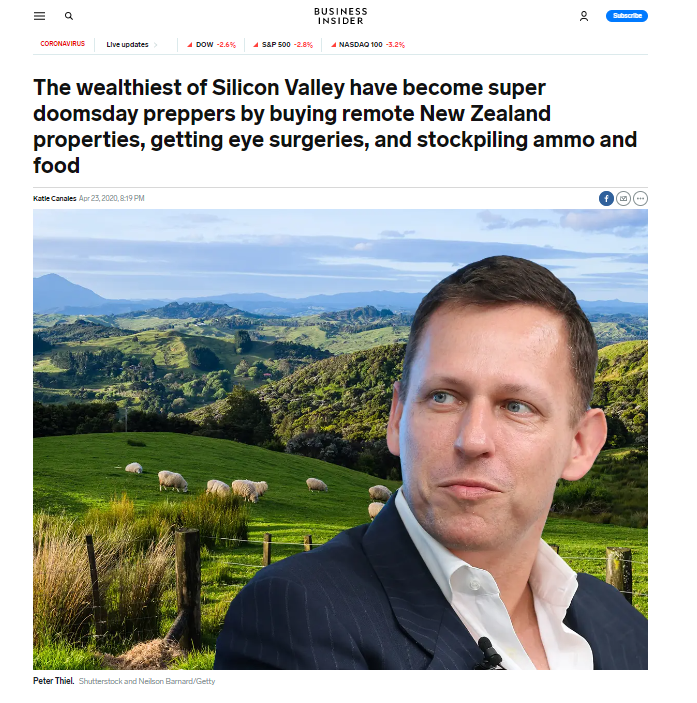 BUSINESS
INSIDER
Subscribe
CORONAVIRUS Live updates DOW -2.6% S&P 500 -2.8% NASDAQ 100 -3.2%
The wealthiest of Silicon Valley have become super
doomsday preppers by buying remote New Zealand
properties, getting eye surgeries, and stockpiling ammo and
food
Katie Canales Apr 23, 2020, 8:19 PM
Peter Thiel. Shutterstock and Neilson Barnard/Getty